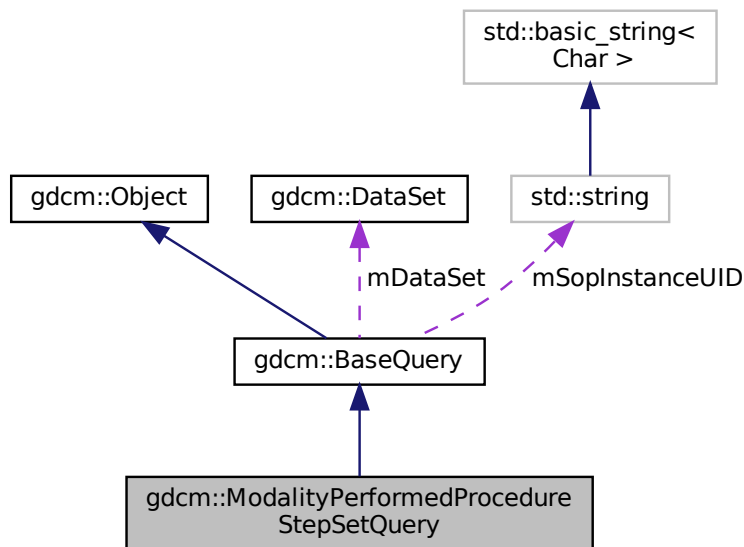 std::basic_string<
Char >
gdcm::Object
gdcm::DataSet
std::string
mDataSet
mSopInstanceUID
gdcm::BaseQuery
gdcm::ModalityPerformedProcedure
StepSetQuery